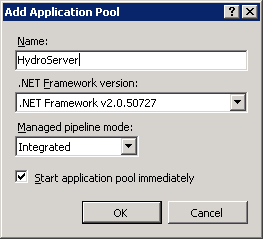 Add Application Pool
Name:
HydroServer
.NET Framework version:
.NET Framework v2.0.50727
Managed pipeline mode:
Integrated
Start application pool immediately
OK
Cancel